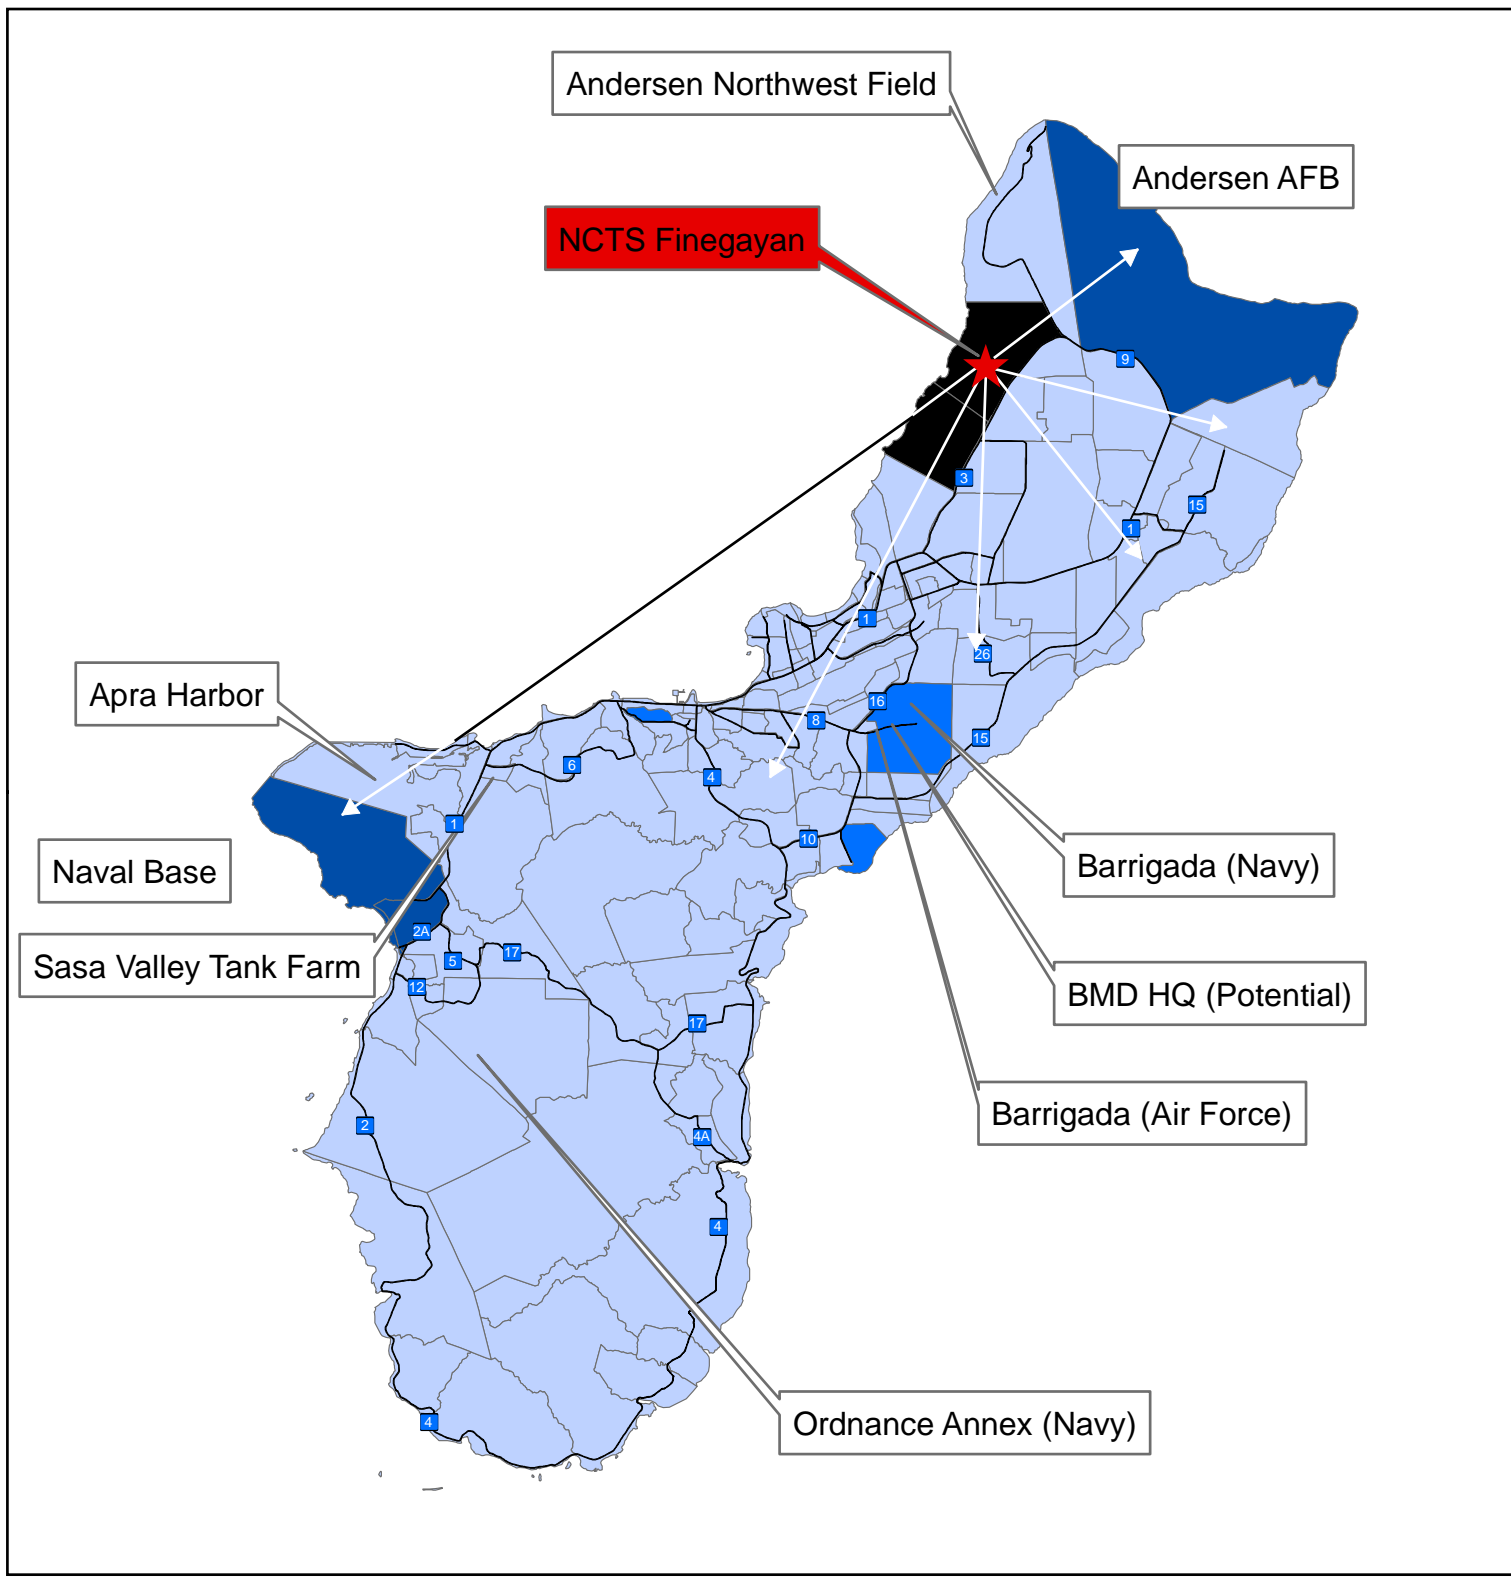 Andersen Northwest Field
Andersen AFB
NCTS Finegayan
9
3
15
1
1
26
Apra Harbor
16
8
15
6
4
1
10
Barrigada (Navy)
Naval Base
2A
Sasa Valley Tank Farm
17
5
12
BMD HQ (Potential)
17
Barrigada (Air Force)
2
4A
4
Ordnance Annex (Navy)
4